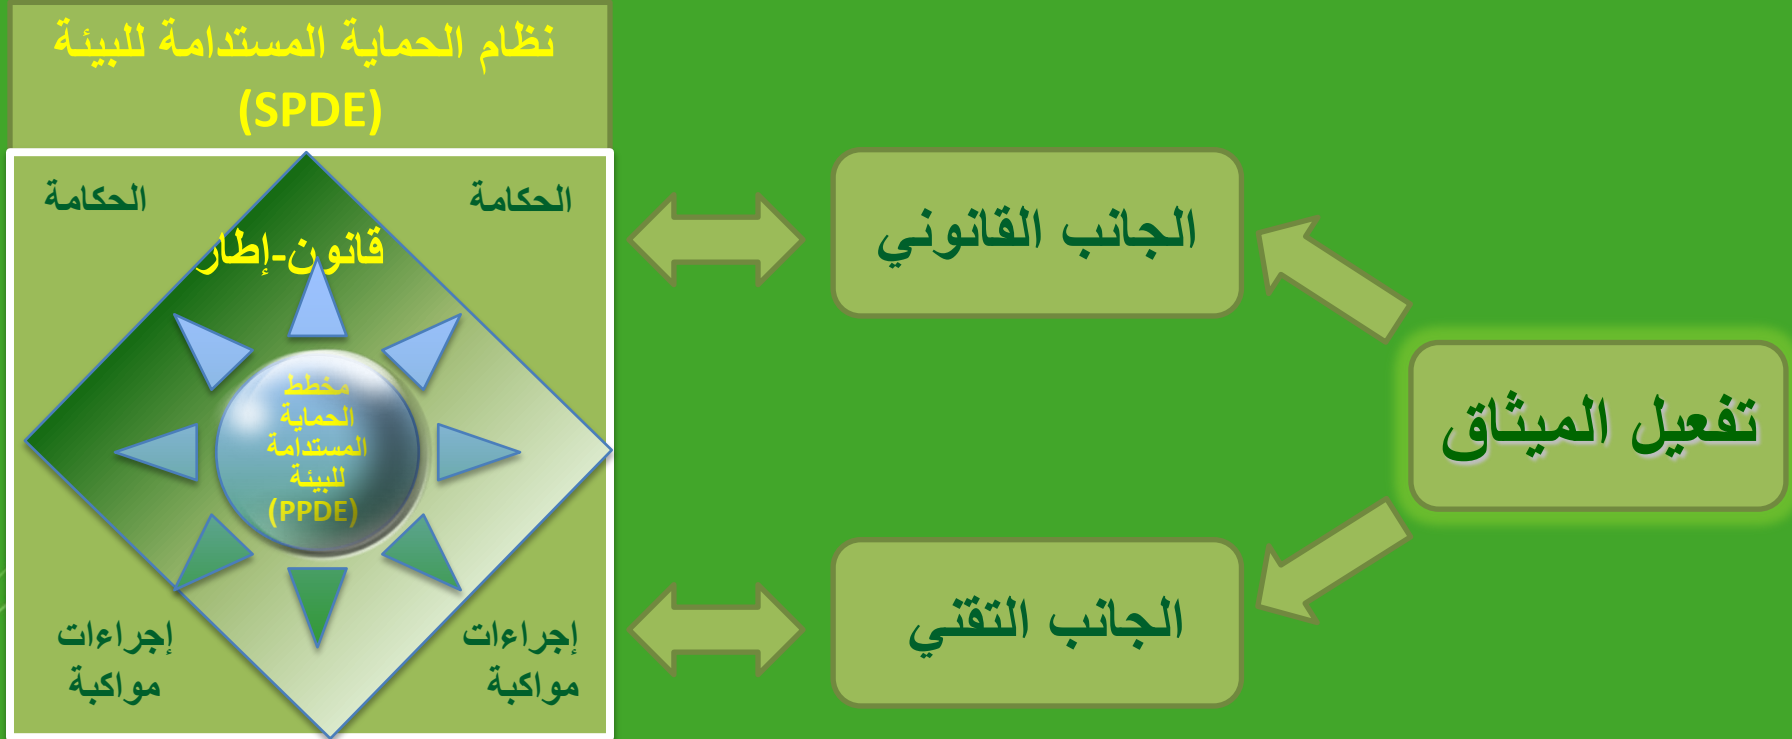 نظام الحماية المستدامة للبيئة
(SPDE)
الحكامة
الحكامة
قانون-إطار
مخطط
الحماية
المستدامة
للبيئة
(PPDE)
إجراءات
مواكبة
إجراءات
مواكبة
الجانب القانوني
تفعيل الميثاق
الجانب التقني